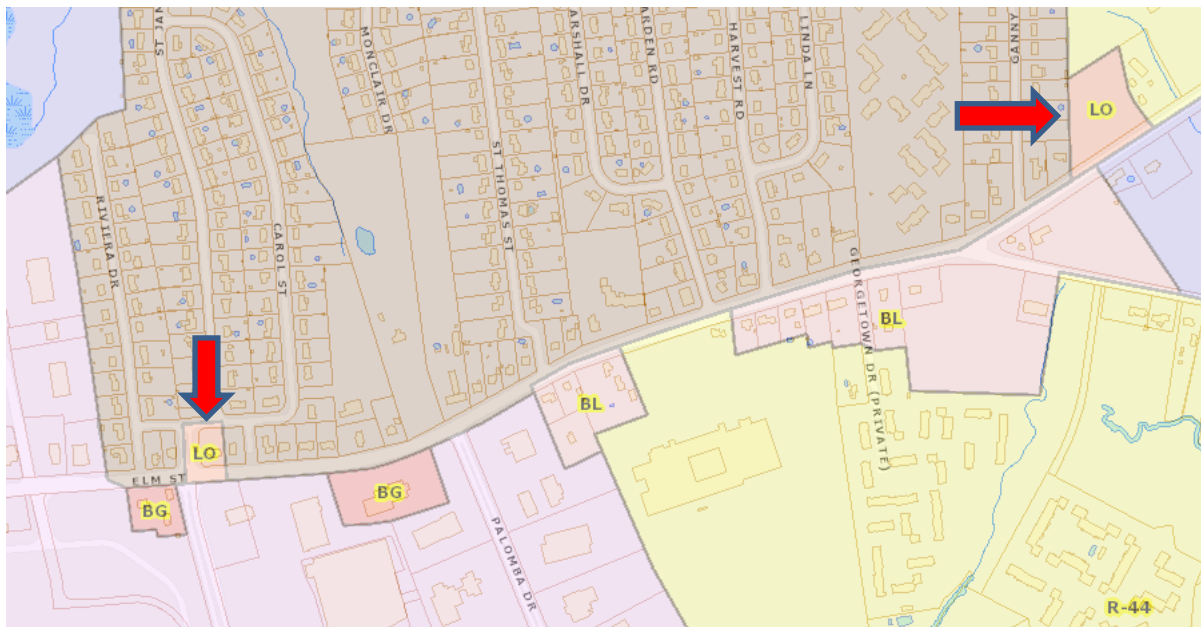 ST JAN
MONCLAIR DR
ARSHALL DR
ARDEN RD
HARVEST RD
LINDA LN
GANNY
LO
ST THOMAS ST
RIVIERA DR
CAROL ST
GEORGETOWN DR (PRIVATE)
BL
BL
LO
ELM ST
BG
BG
PALOMBA DR
R-44